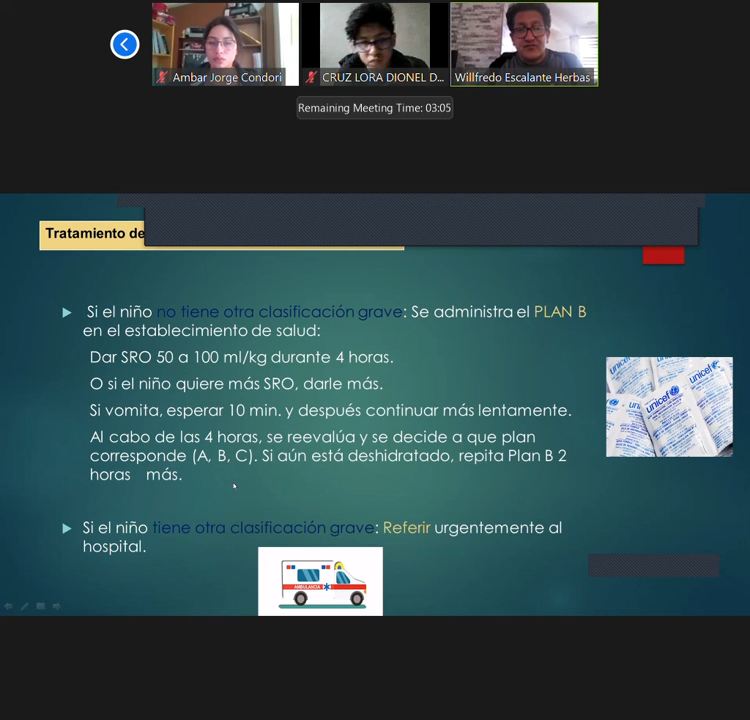 Ambar Jorge Condori
CRUZ LORA DIONEL D...
Willfredo Escalante Herbas
Remaining Meeting Time: 03:05
Tratamiento de
Si el niño no tiene otra clasificación grave: Se administra el PLAN B
en el establecimiento de salud:
Dar SRO 50 a 100 ml/kg durante 4 horas.
O si el niño quiere más SRO, darle más.
Si vomita, esperar 10 min. y después continuar más lentamente.
Al cabo de las 4 horas, se reevalúa y se decide a que plan
corresponde (A, B, C). Si aún está deshidratado, repita Plan B 2
horas más.
unicef
unicef
unicef
unicef
Si el niño tiene otra clasificación grave: Referir urgentemente al
hospital.
AMBULANCIA